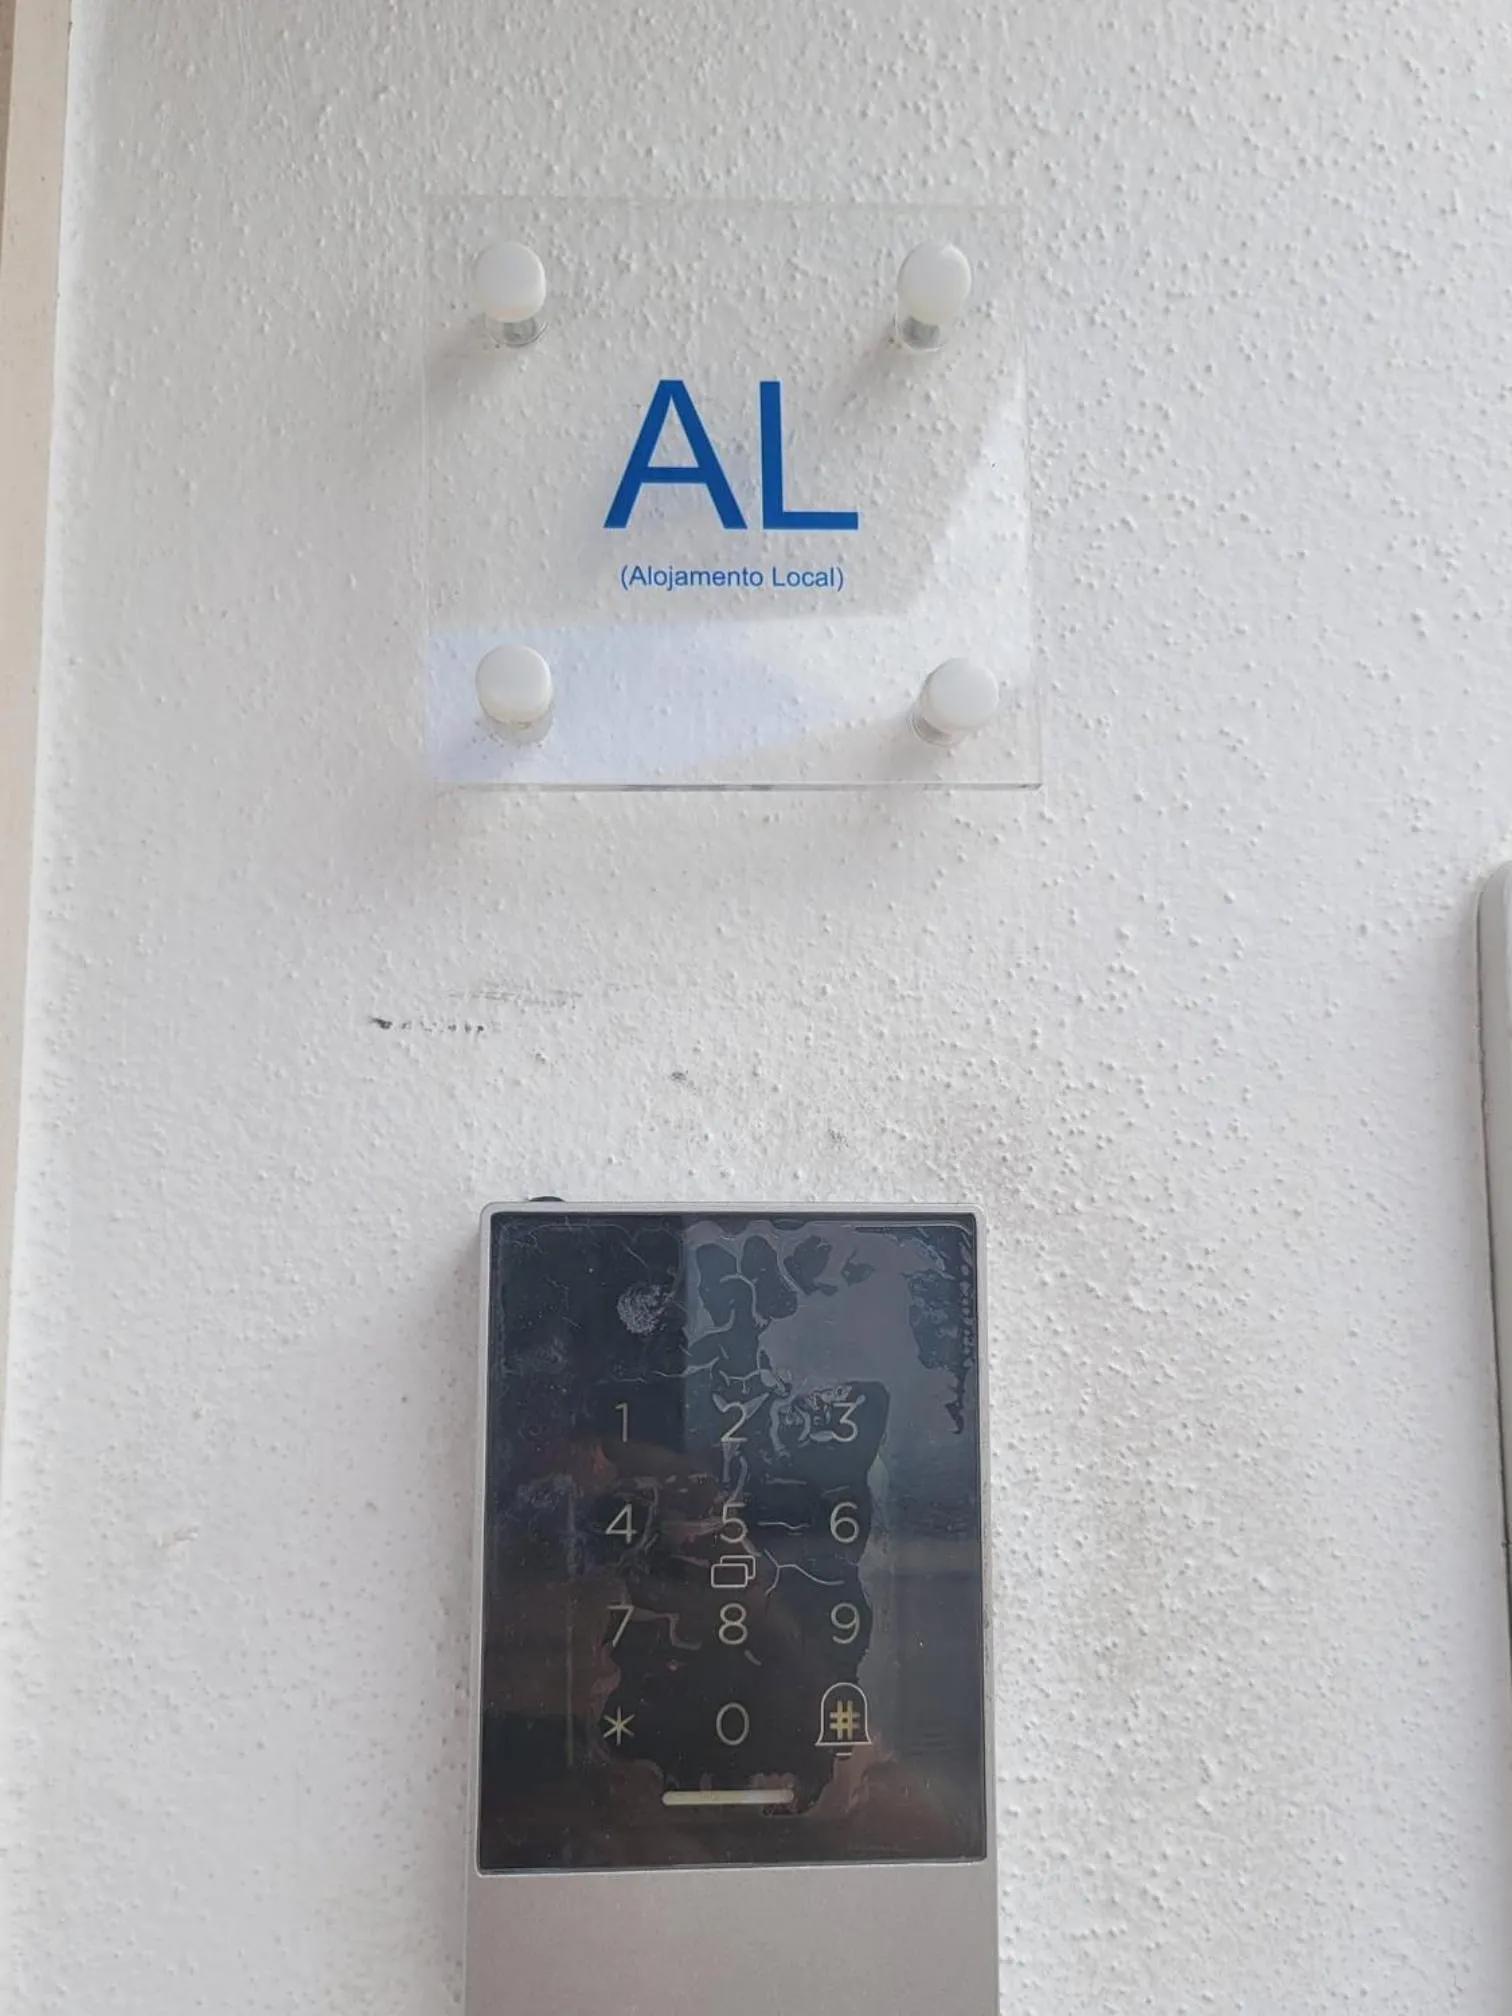 AL
(Alojamento Local)
1 2 3
4 5 6
7 8 9
* 0 #